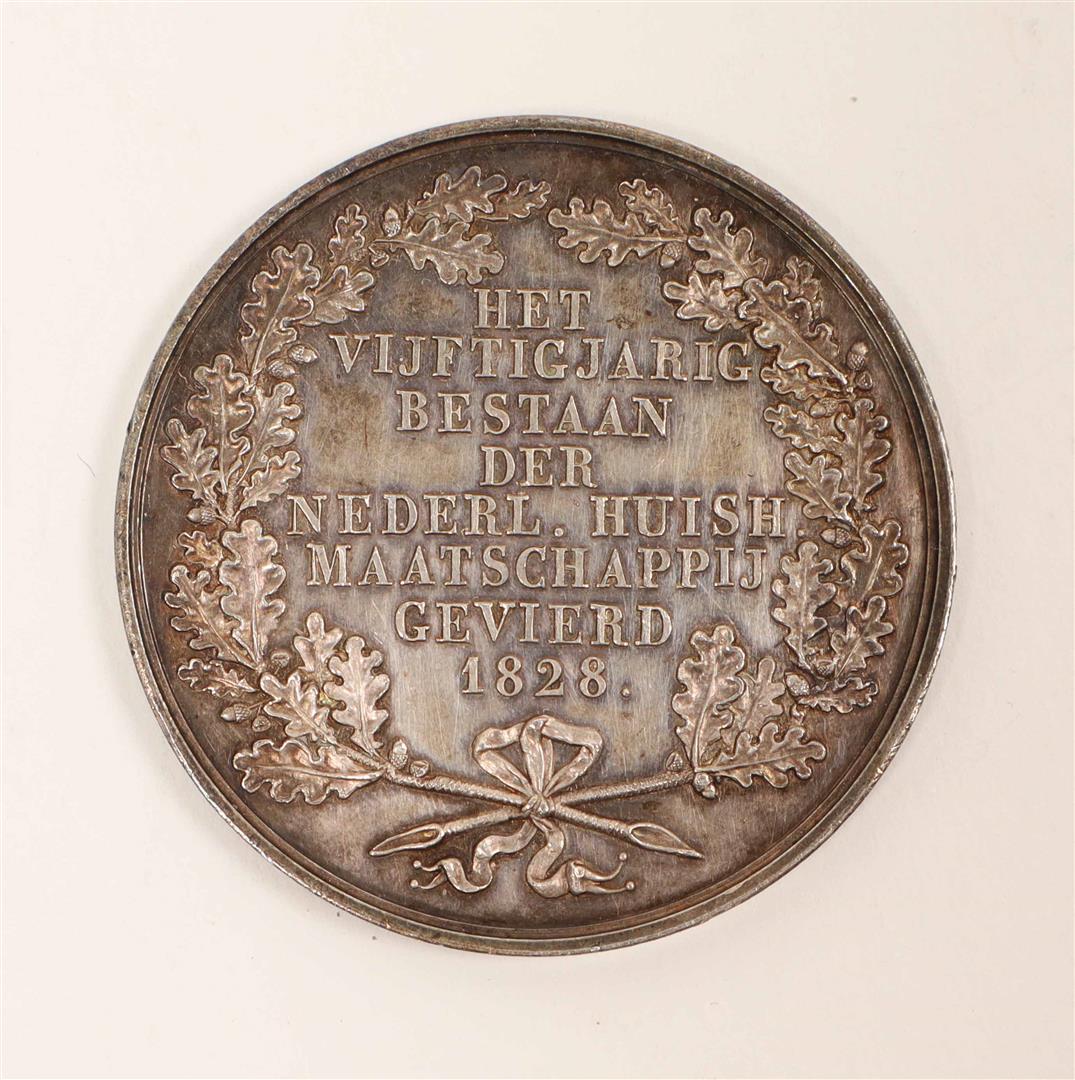 HET
VIJFTIGJARIG
BESTAAN
DER
NEDERL. HUISH
MAATSCHAPPIJ
GEVIERD
1828.